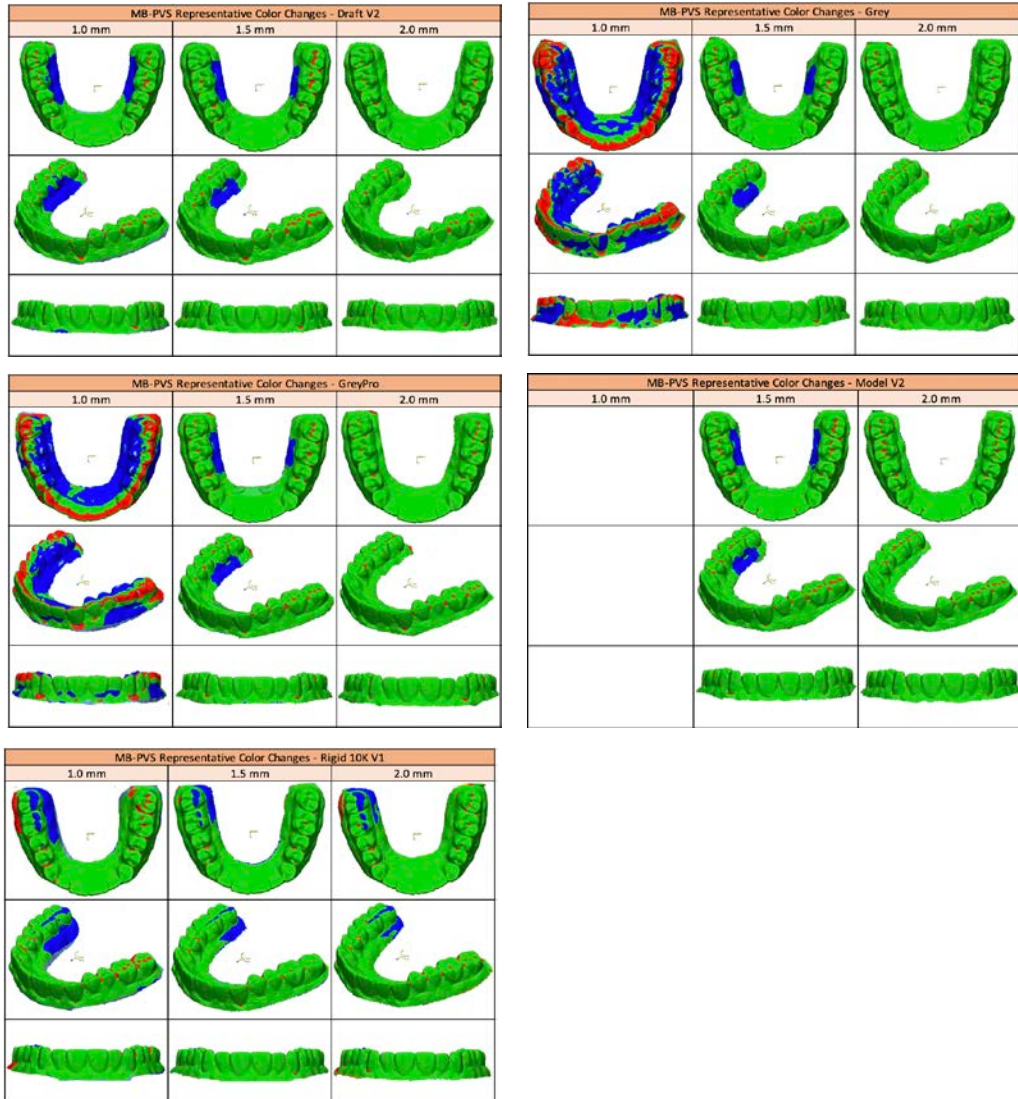 MB-PVS Representative Color Changes - Draft V2
1.0 mm 1.5 mm 2.0 mm
MB-PVS Representative Color Changes - Grey
1.0 mm 1.5 mm 2.0 mm
MB-PVS Representative Color Changes - GreyPro
1.0 mm 1.5 mm 2.0 mm
MB-PVS Representative Color Changes - Model V2
1.0 mm 1.5 mm 2.0 mm
MB-PVS Representative Color Changes - Rigid 10K V1
1.0 mm 1.5 mm 2.0 mm